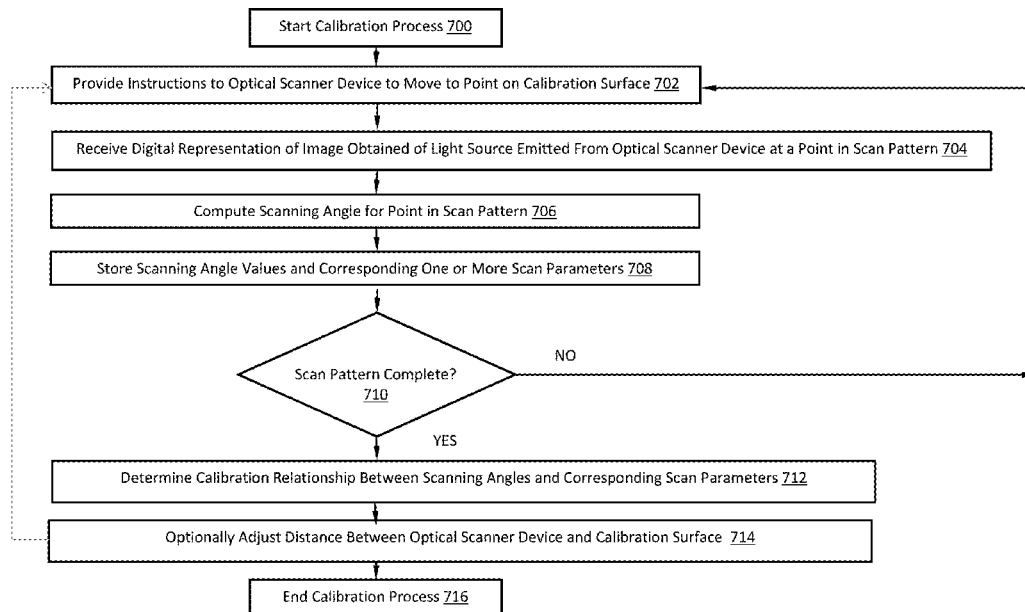 Start Calibration Process 700
Provide Instructions to Optical Scanner Device to Move to Point on Calibration Surface 702
Receive Digital Representation of Image Obtained of Light Source Emitted From Optical Scanner Device at a Point in Scan Pattern 704
Compute Scanning Angle for Point in Scan Pattern 706
Store Scanning Angle Values and Corresponding One or More Scan Parameters 708
NO
Scan Pattern Complete?
710
YES
Determine Calibration Relationship Between Scanning Angles and Corresponding Scan Parameters 712
Optionally Adjust Distance Between Optical Scanner Device and Calibration Surface 714
End Calibration Process 716